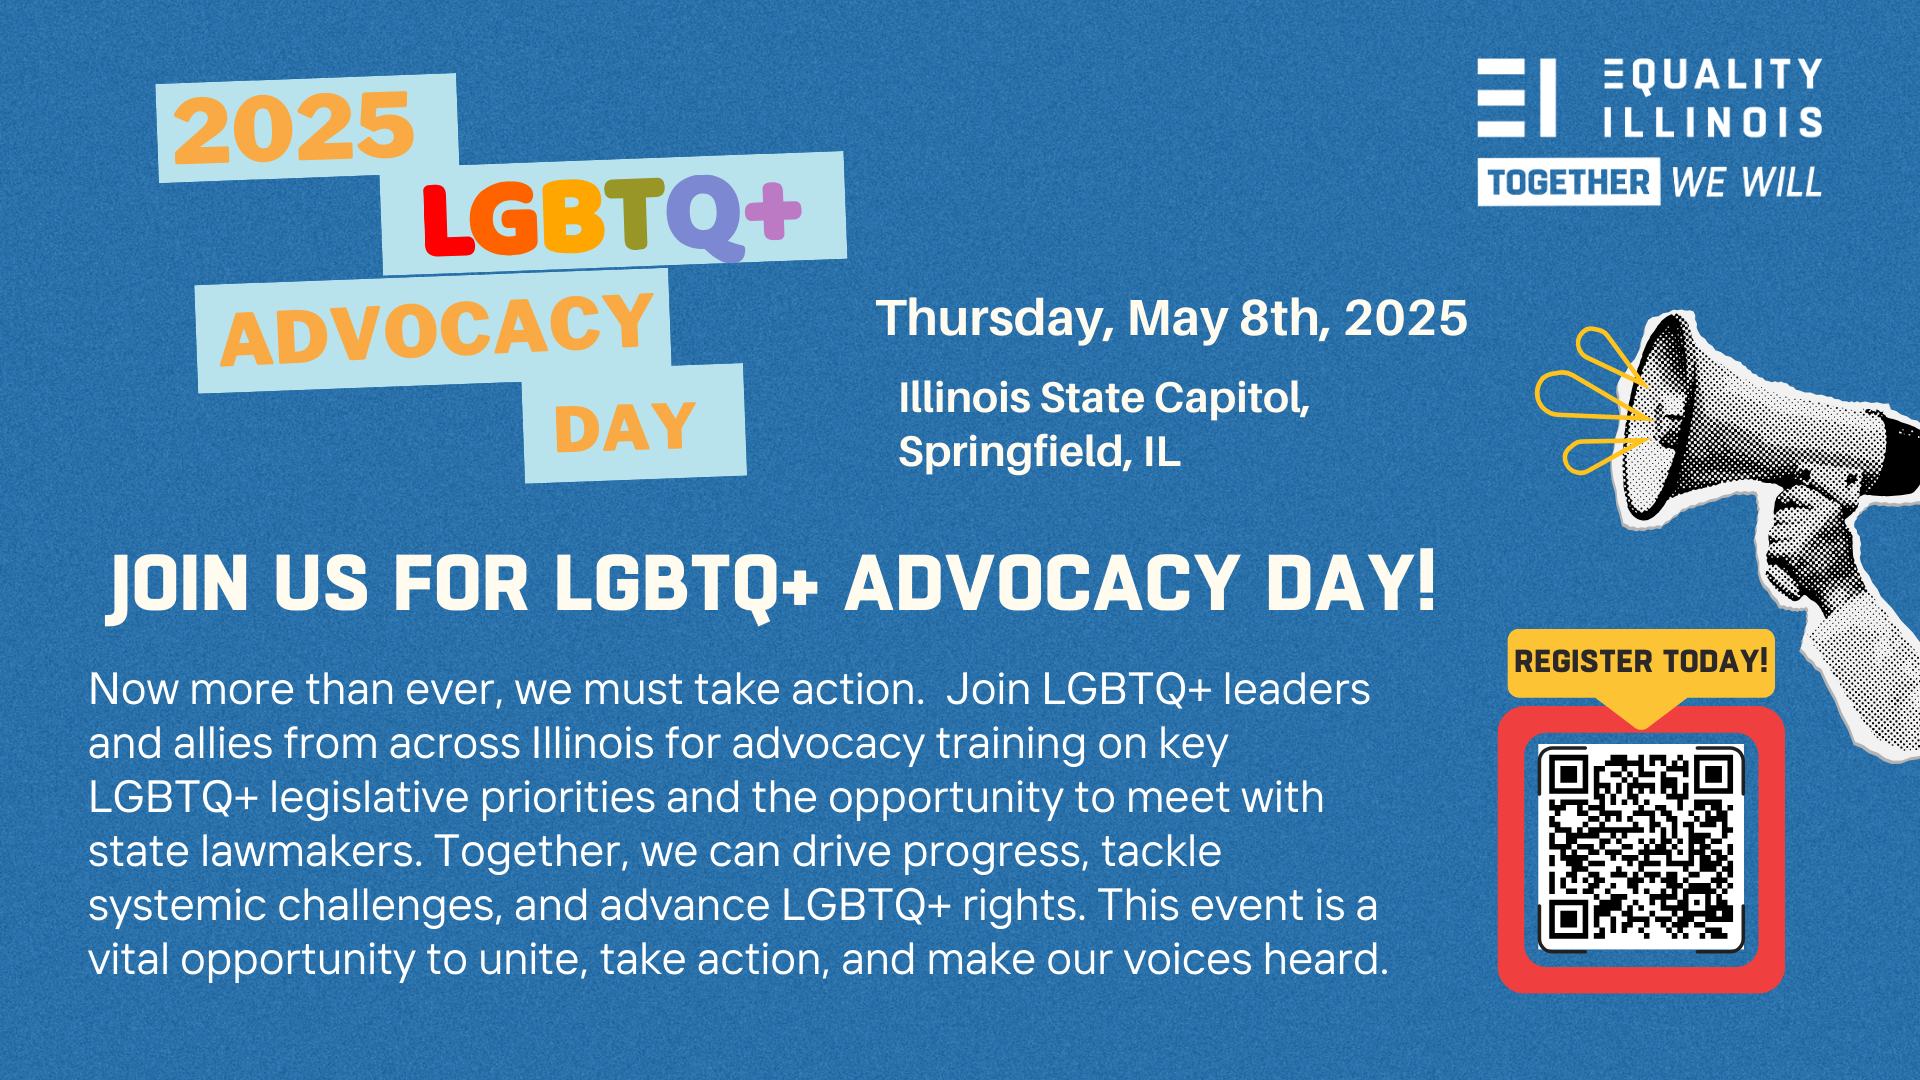 2025
LGBTQ+
ADVOCACY
DAY
EI EQUALITY
ILLINOIS
TOGETHER WE WILL
Thursday, May 8th, 2025
Illinois State Capitol,
Springfield, IL
JOIN US FOR LGBTQ+ ADVOCACY DAY!
Now more than ever, we must take action.  Join LGBTQ+ leaders
and allies from across Illinois for advocacy training on key
LGBTQ+ legislative priorities and the opportunity to meet with
state lawmakers. Together, we can drive progress, tackle
systemic challenges, and advance LGBTQ+ rights. This event is a
vital opportunity to unite, take action, and make our voices heard.
REGISTER TODAY!